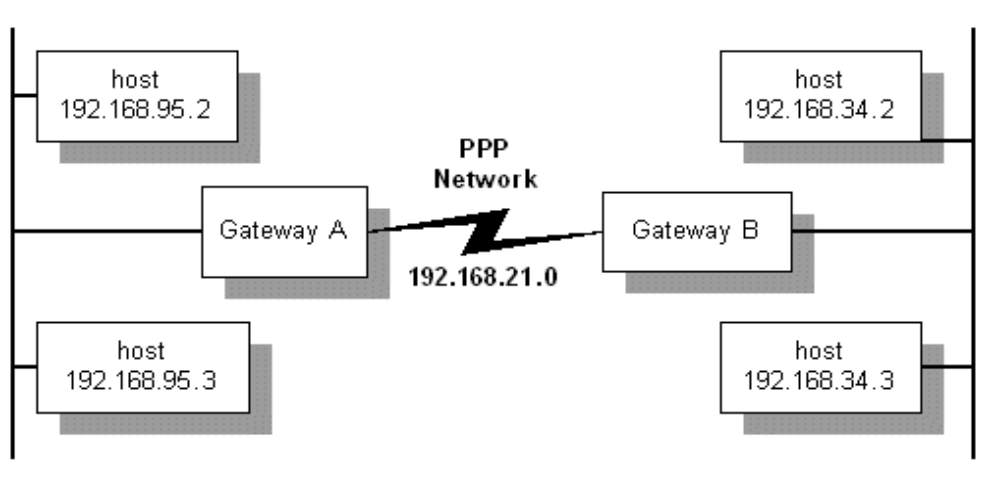 host
192.168.95.2
host
192.168.34.2
PPP
Network
Gateway A
Gateway B
192.168.21.0
host
192.168.95.3
host
192.168.34.3